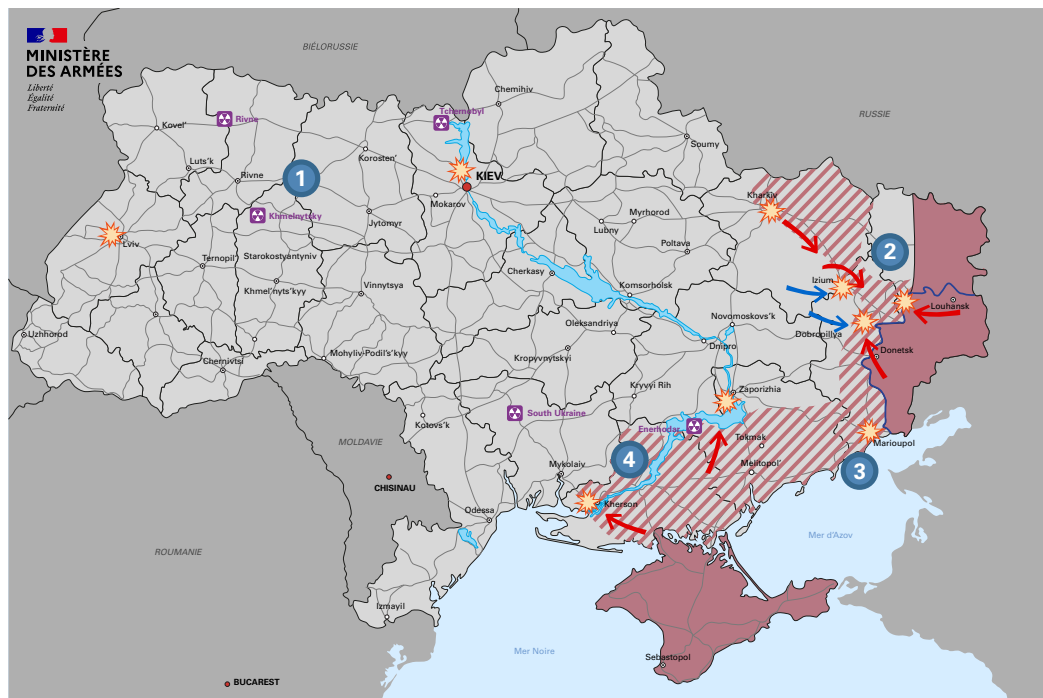 MINISTÈRE
DES ARMÉES
Liberté
Égalité
Fraternité
BIÉLORUSSIE
RUSSIE
Chernihiv
Tchernobyl
Rivne
Kovel'
Soumy
Korosten'
Luts'k
Rivne
1
KIEV
Kharkiv
Mokarov
Khmelnytsky
Jytomyr
Myrhorod
Lubny
Poltava
Lviv
Ternopil'
Starokostyantyniv
2
Cherkasy
Izium
Khmel'nyts'kyy
Vinnytsya
Komsorholsk
Louhansk
Uzhhorod
Oleksandriya
Novomoskovs'k
Dobropillya
Chernivtsi
Mohyliv-Podil's'kyy
Kropyvnytskyi
Dnipro
Donetsk
Kryvyi Rih
Zaporizhia
Kotovs'k
South Ukraine
Enerhodar
Tokmak
Marioupol
MOLDAVIE
Mykolaiv
4
Melitopol'
3
CHISINAU
Kherson
Odessa
Mer d'Azov
ROUMANIE
Izmayil
Mer Noire
Sebastopol
BUCAREST